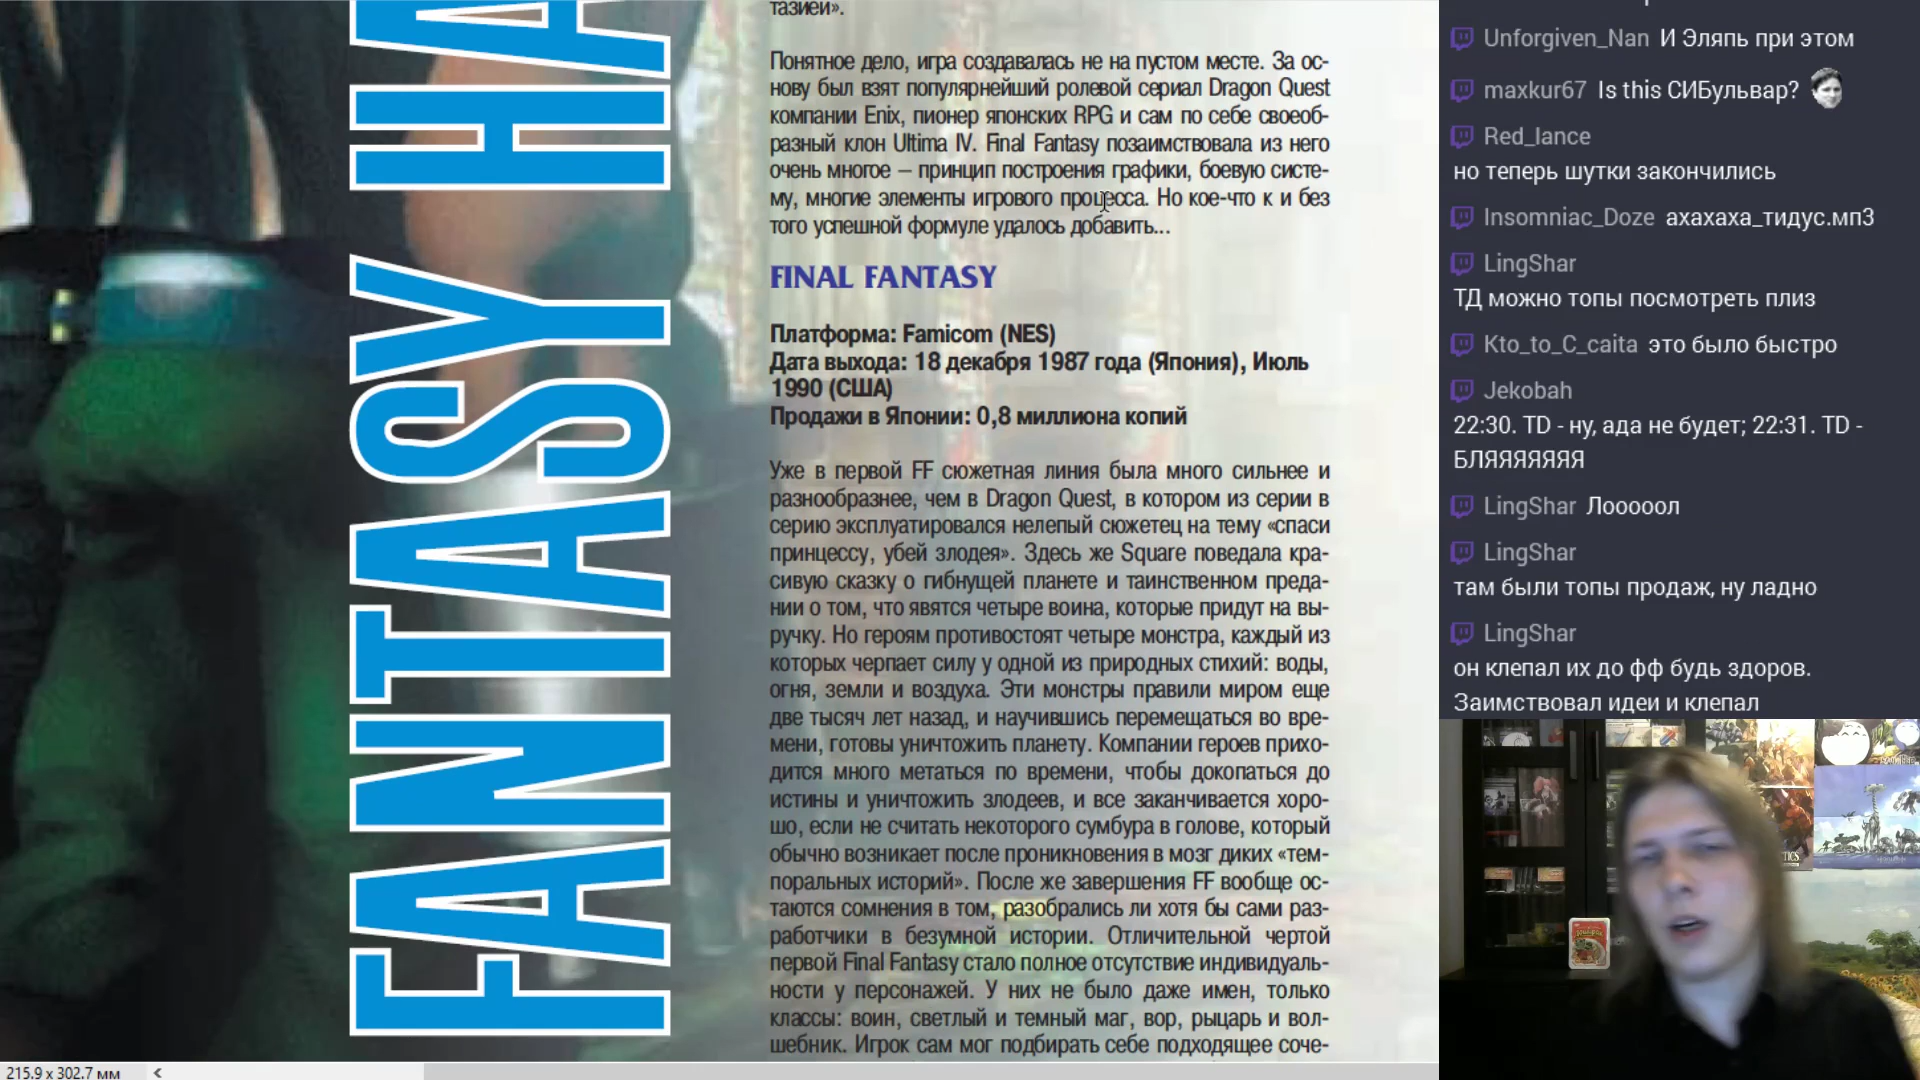 FANTASY HA
тазией».
Понятное дело, игра создавалась не на пустом месте. За ос-
нову был взят популярнейший ролевой сериал Dragon Quest
компании Enix, пионер японских RPG и сам по себе своеоб-
разный клон Ultima IV. Final Fantasy позаимствовала из него
очень многое – принцип построения графики, боевую систе-
му, многие элементы игрового процесса. Но кое-что к и без
того успешной формуле удалось добавить...
FINAL FANTASY
Платформа: Famicom (NES)
Дата выхода: 18 декабря 1987 года (Япония), Июль
1990 (США)
Продажи в Японии: 0,8 миллиона копий
Уже в первой FF сюжетная линия была много сильнее и
разнообразнее, чем в Dragon Quest, в котором из серии в
серию эксплуатировался нелепый сюжетец на тему «спаси
принцессу, убей злодея». Здесь же Square поведала кра-
сивую сказку о гибнущей планете и таинственном преда-
нии о том, что явятся четыре воина, которые придут на вы-
ручку. Но героям противостоят четыре монстра, каждый из
которых черпает силу у одной из природных стихий: воды,
огня, земли и воздуха. Эти монстры правили миром еще
две тысяч лет назад, и научившись перемещаться во вре-
мени, готовы уничтожить планету. Компании героев прихо-
дится много метаться по времени, чтобы докопаться до
истины и уничтожить злодеев, и все заканчивается хоро-
шо, если не считать некоторого сумбура в голове, который
обычно возникает после проникновения в мозг диких «тем-
поральных историй». После же завершения FF вообще ос-
таются сомнения в том, разобрались ли хотя бы сами раз-
работчики в безумной истории. Отличительной чертой
первой Final Fantasy стало полное отсутствие индивидуаль-
ности у персонажей. У них не было даже имен, только
классы: воин, светлый и темный маг, вор, рыцарь и вол-
шебник. Игрок сам мог подбирать себе подходящее соче-
215.9 x 302.7 мм
Unforgiven_Nan И Эляпь при этом
maxkur67 Is this СИБульвар?
Red_lance
но теперь шутки закончились
Insomniac_Doze ахахаха_тидус.мп3
LingShar
ТД можно топы посмотреть плиз
Kto_to_C_caita это было быстро
Jekobah
22:30. TD - ну, ада не будет; 22:31. TD -
БЛЯЯЯЯЯЯЯ
LingShar Лооооол
LingShar
там были топы продаж, ну ладно
LingShar
он клепал их до фф будь здоров.
Заимствовал идеи и клепал